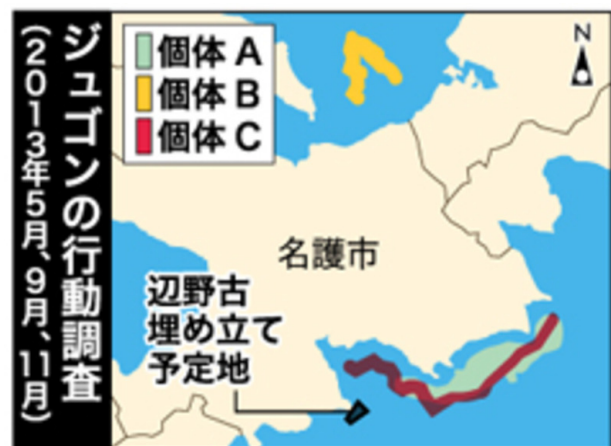 ジュゴンの行動調査
(2013年5月、9月、11月)
個体 A
個体 B
個体 C
N
名護市
辺野古
埋め立て
予定地